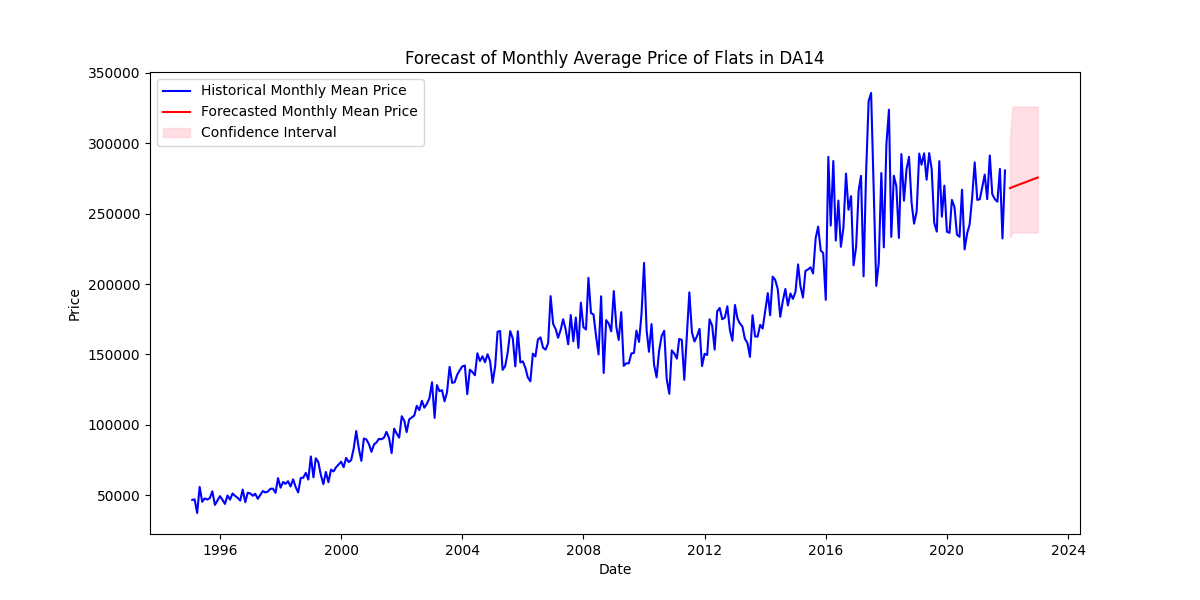 Forecast of Monthly Average Price of Flats in DA14
350000
300000
250000
200000
150000
100000
50000
Price
Historical Monthly Mean Price
Forecasted Monthly Mean Price
Confidence Interval
1996 2000 2004 2008 2012 2016 2020 2024
Date